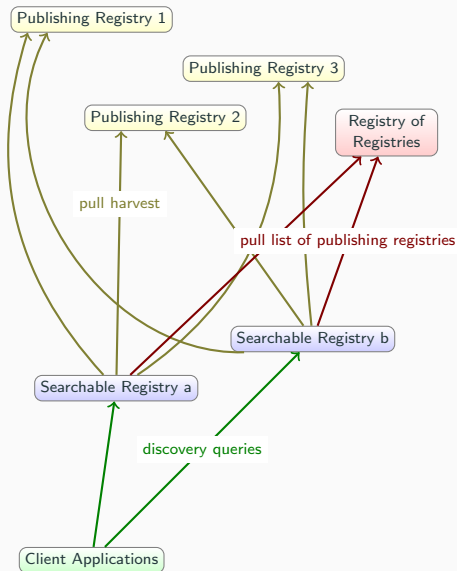 Publishing Registry 1
Publishing Registry 3
Publishing Registry 2
Registry of
Registries
pull harvest
pull list of publishing registries
Searchable Registry b
Searchable Registry a
discovery queries
Client Applications